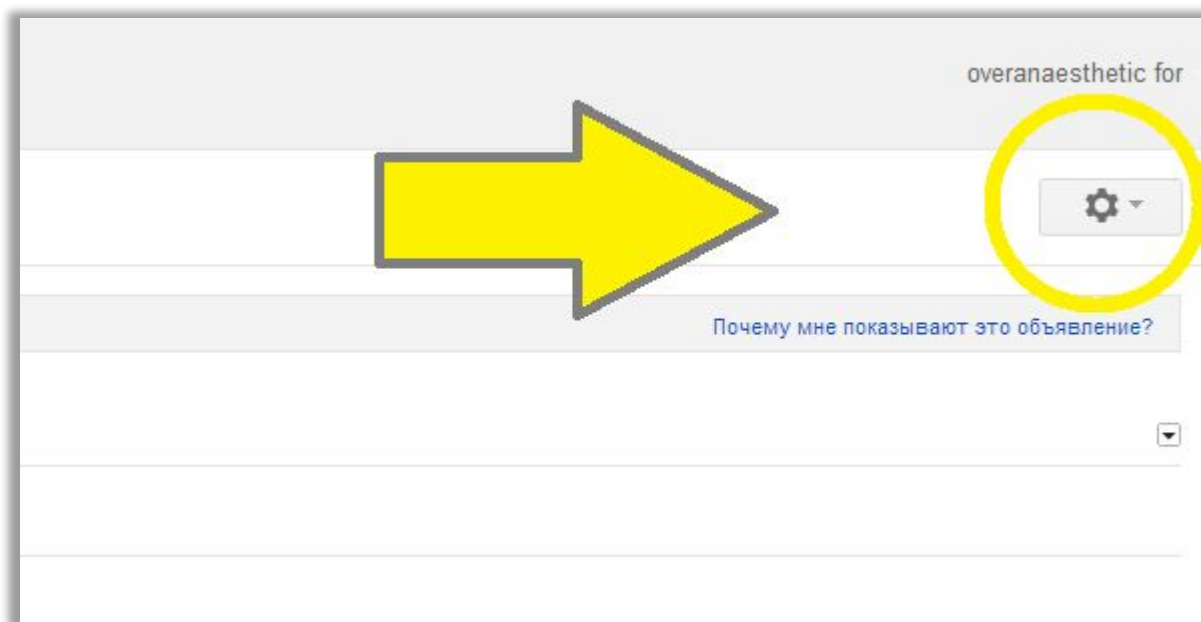 overanaesthetic for
Почему мне показывают это объявление?